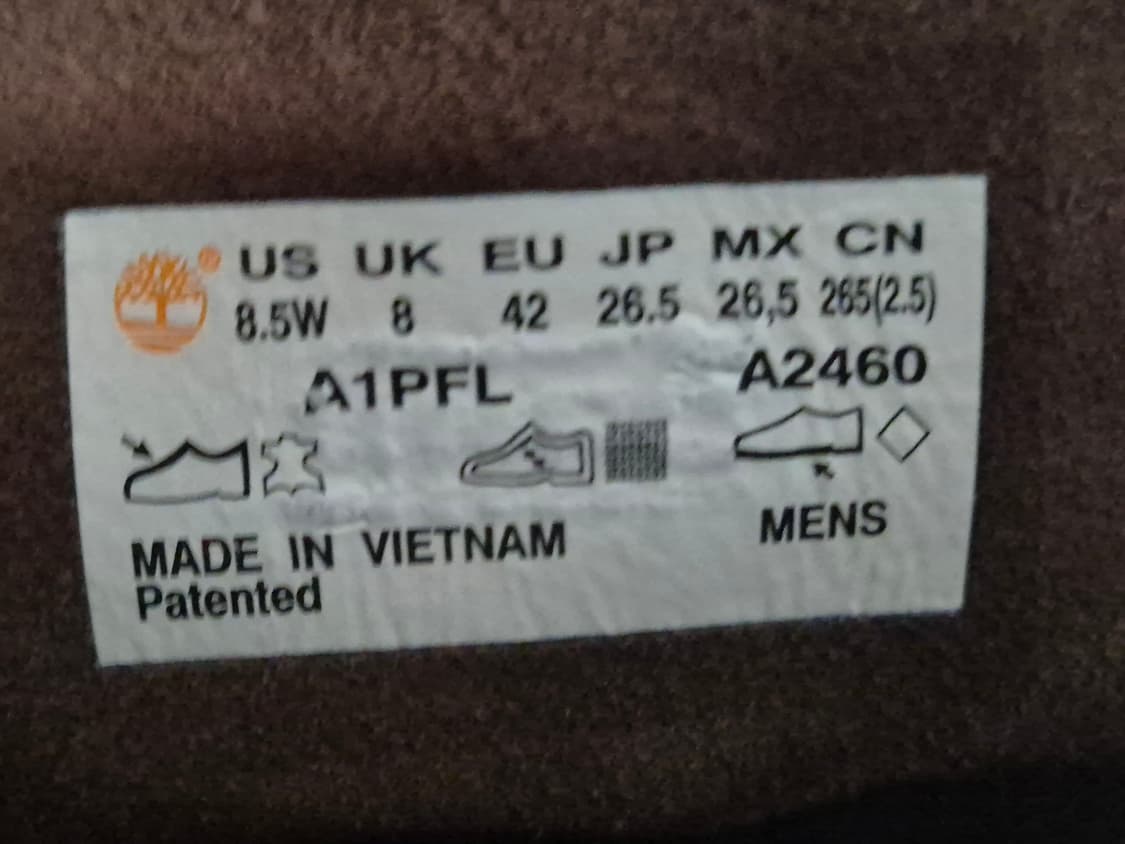 US UK EU JP MX CN
8.5W 8 42 26.5 26,5 265(2.5)
A1PFL A2460
MENS
MADE IN VIETNAM
Patented